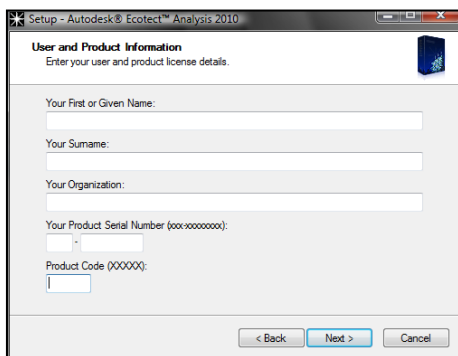 Setup - Autodesk® Ecotect™ Analysis 2010
User and Product Information
Enter your user and product license details.
Your First or Given Name:
Your Surname:
Your Organization:
Your Product Serial Number (xxx-xxxxxxxx):
-
Product Code (XXXXX):
< Back Next > Cancel